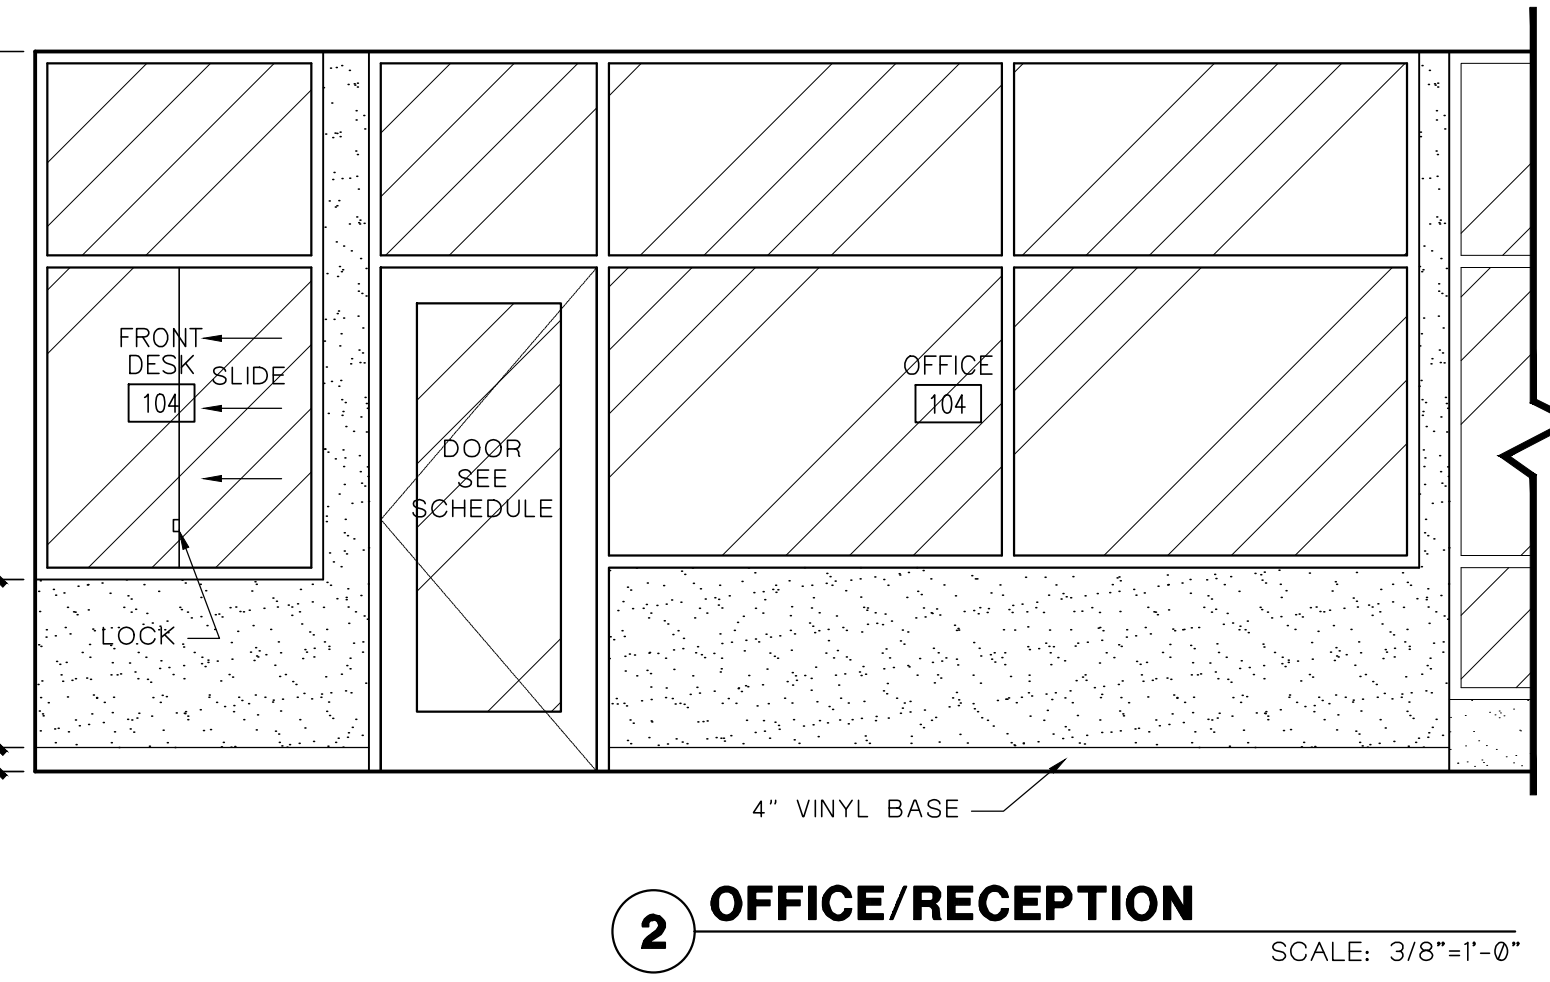 FRONT
DESK
104
SLIDE
LOCK
DOOR
SEE
SCHEDULE
OFFICE
104
4" VINYL BASE
2 OFFICE/RECEPTION
SCALE: 3/8"=1'-0"